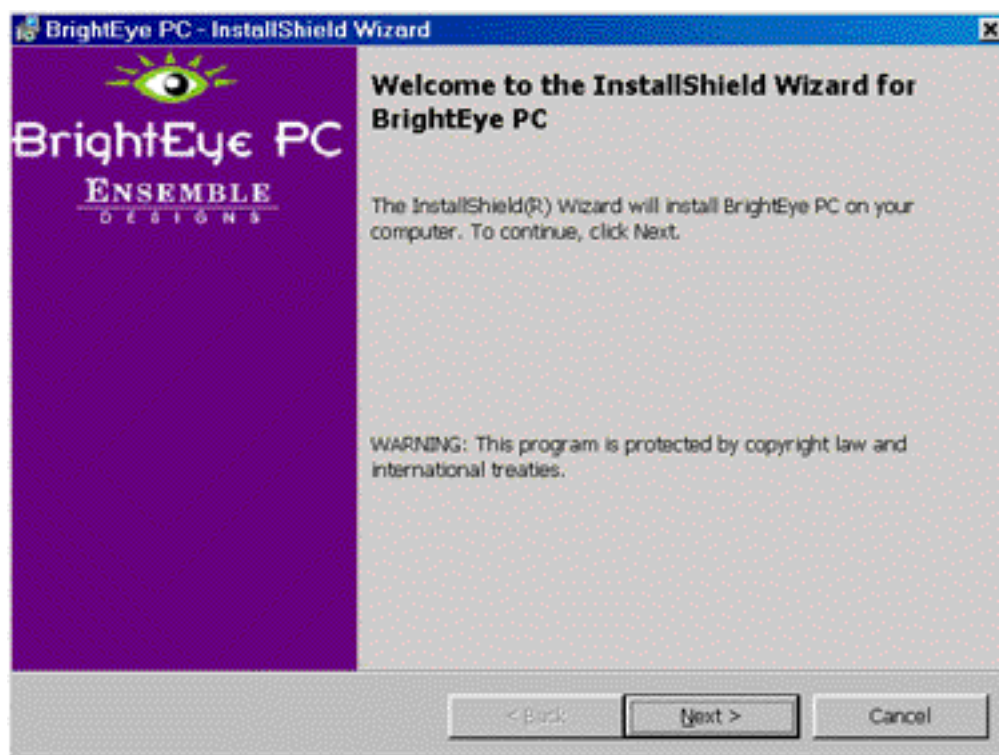 BrightEye PC - InstallShield Wizard
BrightEye PC
ENSEMBLE
DESIGNS
Welcome to the InstallShield Wizard for
BrightEye PC
The InstallShield(R) Wizard will install BrightEye PC on your
computer. To continue, click Next.
WARNING: This program is protected by copyright law and
international treaties.
< Back
Next >
Cancel